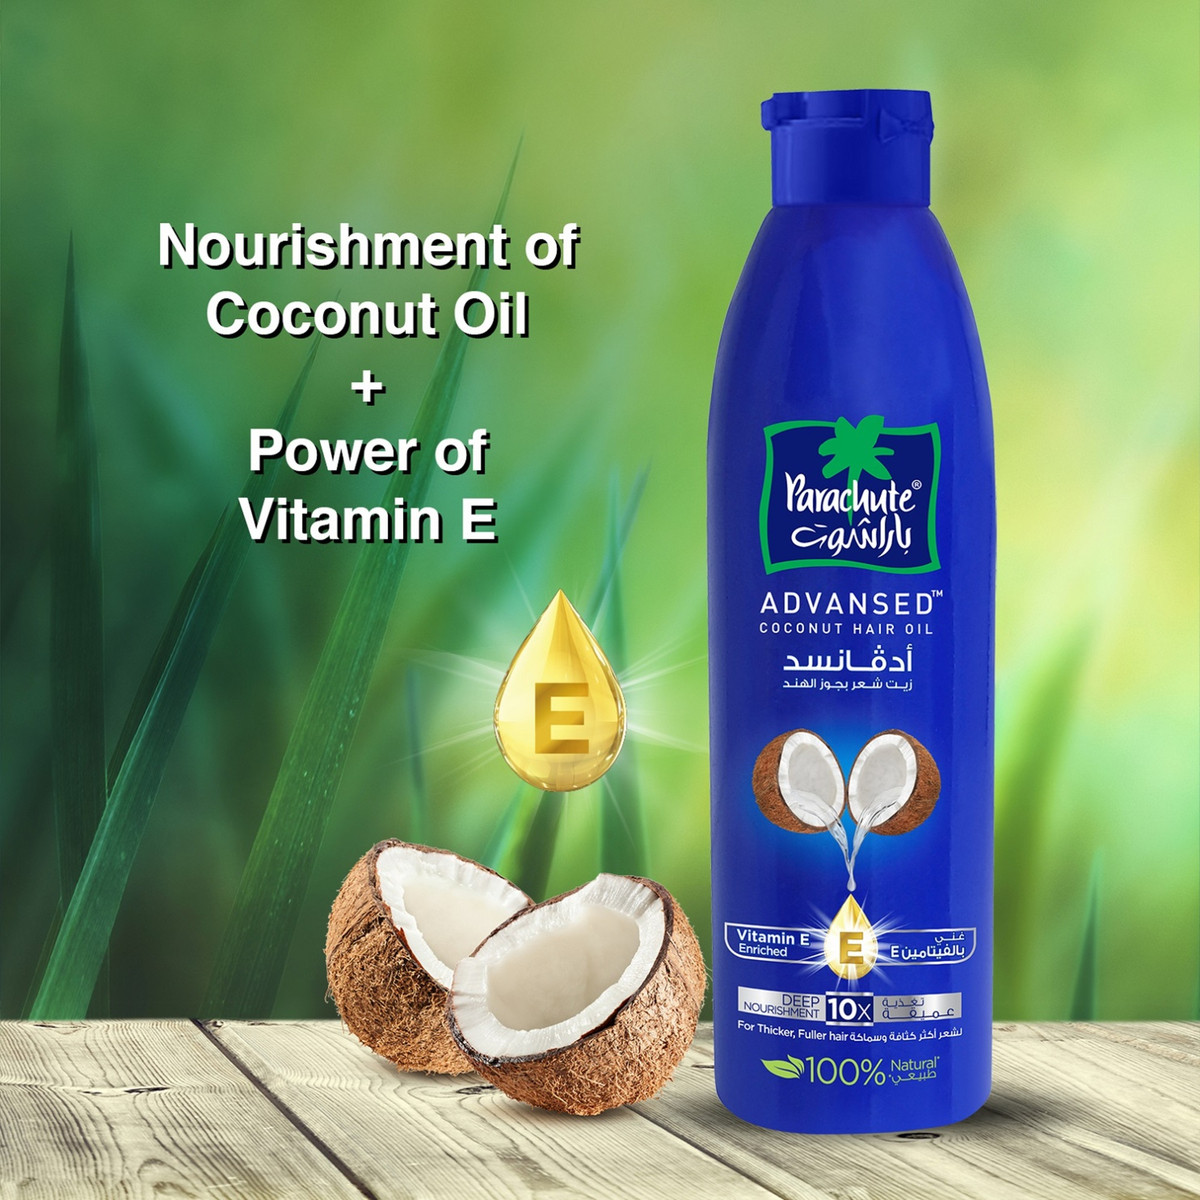 Nourishment of
Coconut Oil
+
Power of
Vitamin E
E
Parachute®
باراشوت
ADVANSED™
COCONUT HAIR OIL
أدڤانسد
زيت شعر بجوز الهند
Vitamin E
Enriched
E
غني
بالفيتامين E
DEEP
NOURISHMENT
10X
تغذية
عميقة
For Thicker, Fuller hair لشعر أكثر كثافة وسماكة
100% Natural*
طبيعي*